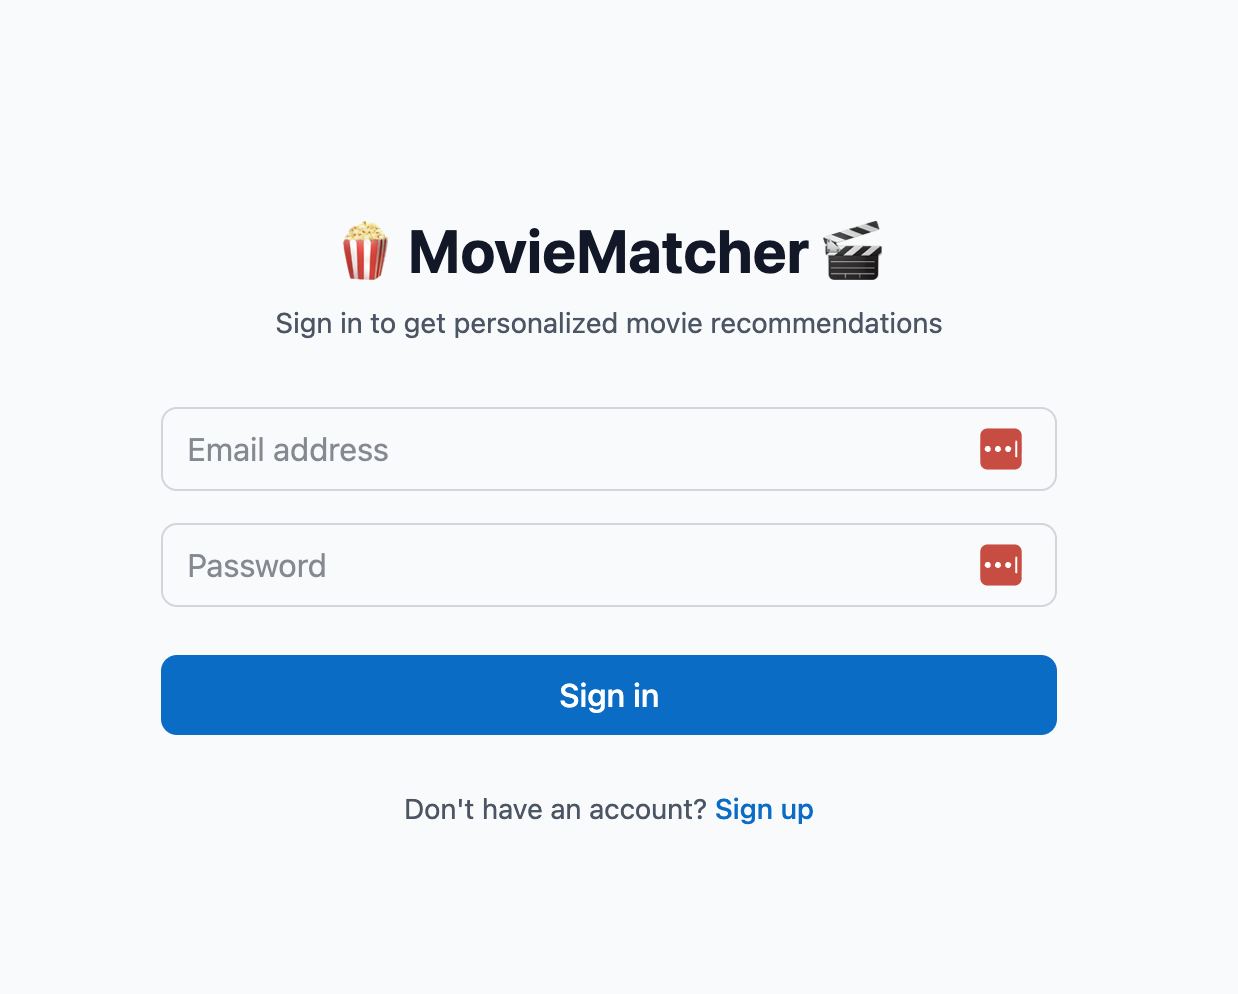 MovieMatcher
Sign in to get personalized movie recommendations
Email address
Password
Sign in
Don't have an account? Sign up